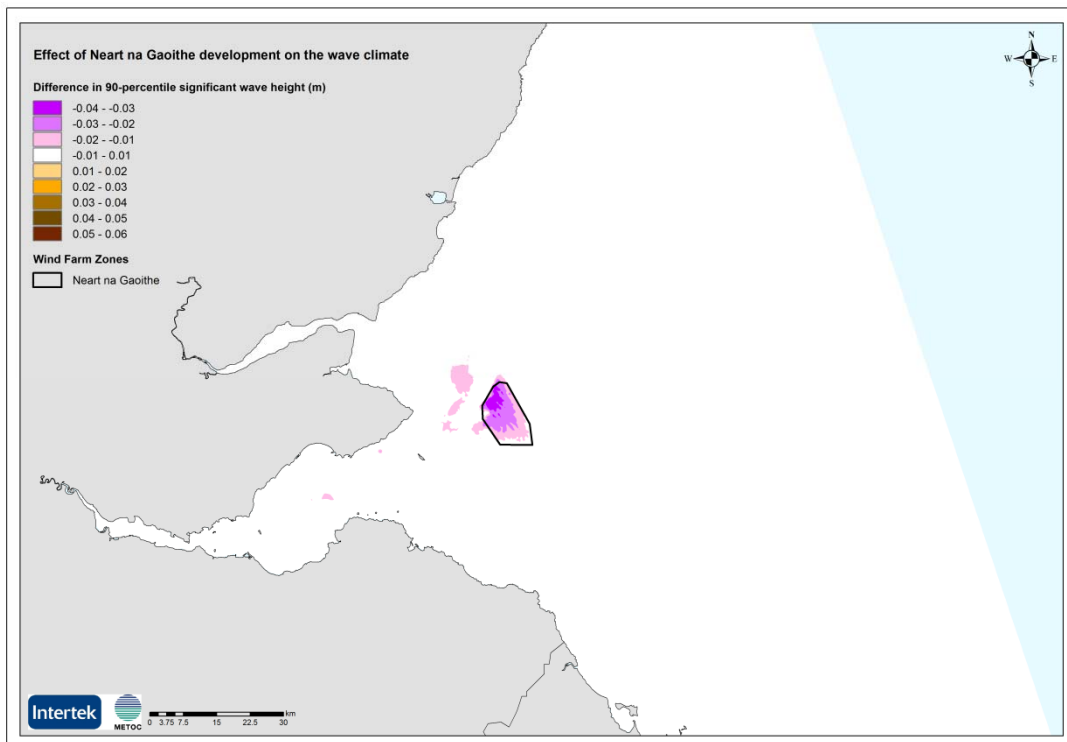 Effect of Neart na Gaoithe development on the wave climate
N
W E
S
Difference in 90-percentile significant wave height (m)
-0.04 - -0.03
-0.03 - -0.02
-0.02 - -0.01
-0.01 - 0.01
0.01 - 0.02
0.02 - 0.03
0.03 - 0.04
0.04 - 0.05
0.05 - 0.06
Wind Farm Zones
Neart na Gaoithe
Intertek
METOC
km
0 3.75 7.5 15 22.5 30